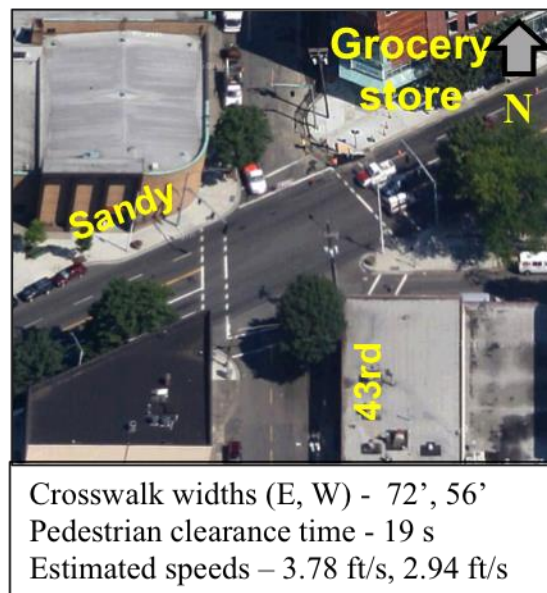 Grocery
store
N
Sandy
43rd
Crosswalk widths (E, W) - 72’, 56’
Pedestrian clearance time - 19 s
Estimated speeds – 3.78 ft/s, 2.94 ft/s